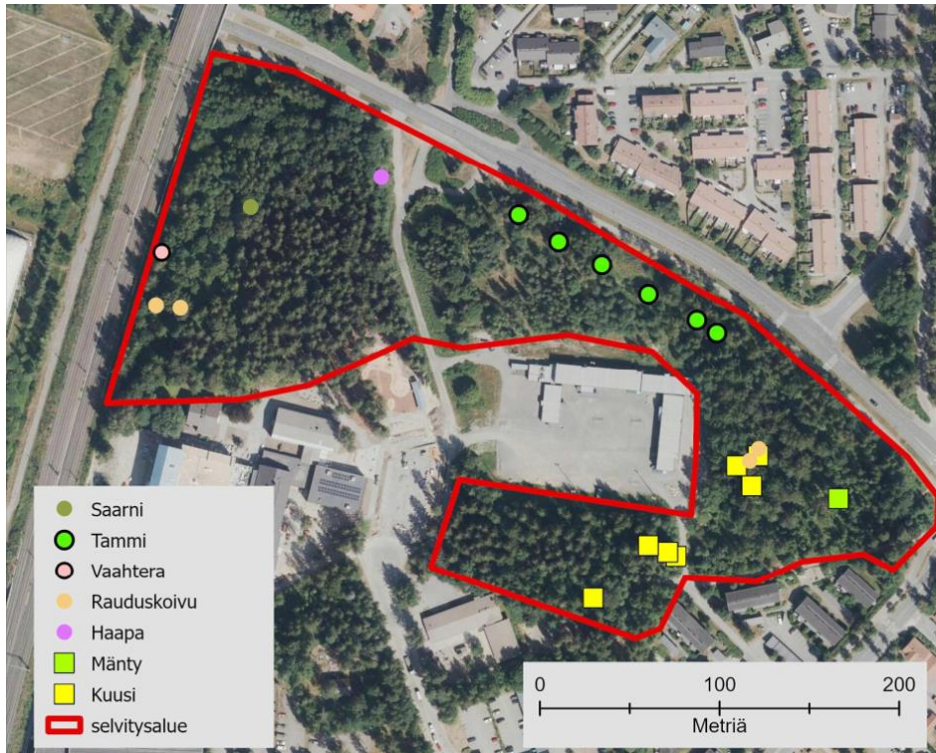 Saarni
Tammi
Vaahtera
Rauduskoivu
Haapa
Mänty
Kuusi
selvitysalue
0 100 200
Metriä